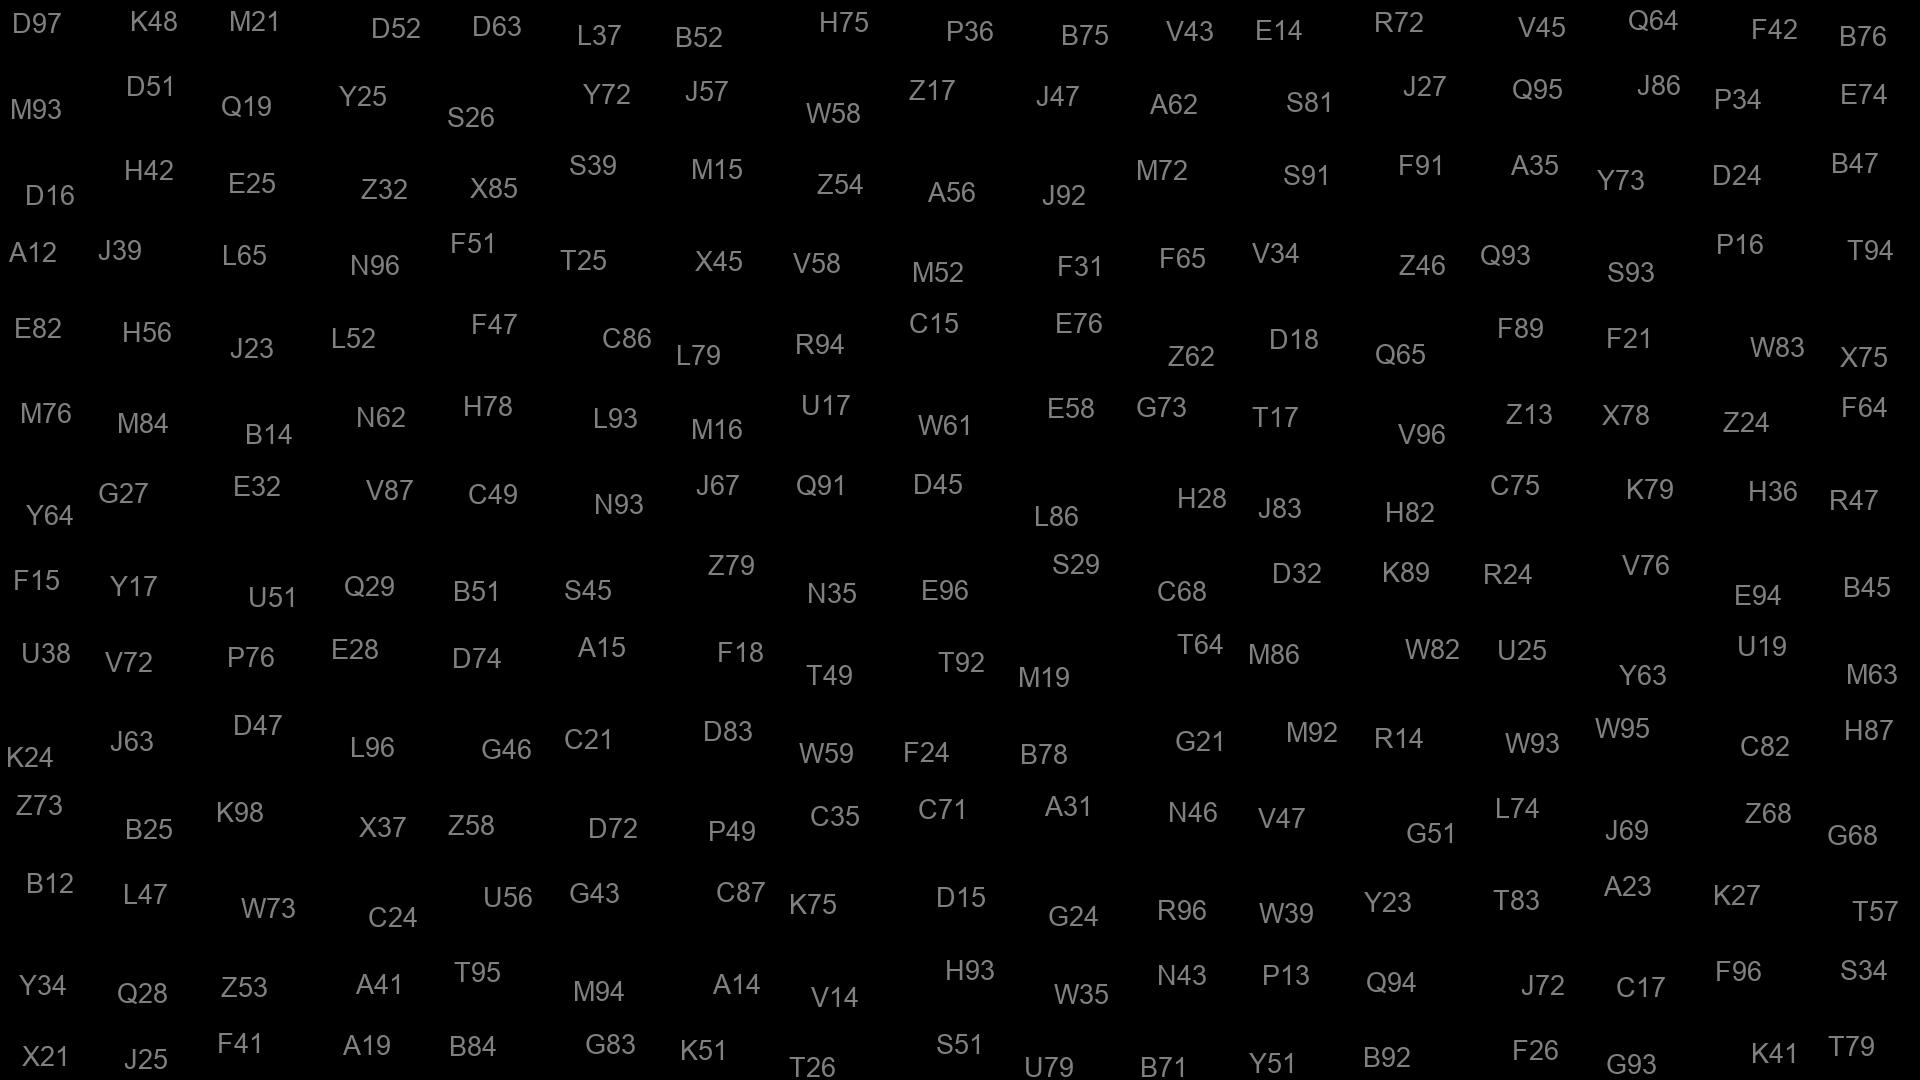 D97 K48 M21 D52 D63 L37 B52 H75 P36 B75 V43 E14 R72 V45 Q64 F42 B76
M93 D51 Q19 Y25 S26 Y72 J57 W58 Z17 J47 A62 S81 J27 Q95 J86 P34 E74
D16 H42 E25 Z32 X85 S39 M15 Z54 A56 J92 M72 S91 F91 A35 Y73 D24 B47
A12 J39 L65 N96 F51 T25 X45 V58 M52 F31 F65 V34 Z46 Q93 S93 P16 T94
E82 H56 J23 L52 F47 C86 L79 R94 C15 E76 Z62 D18 Q65 F89 F21 W83 X75
M76 M84 B14 N62 H78 L93 M16 U17 W61 E58 G73 T17 V96 Z13 X78 Z24 F64
Y64 G27 E32 V87 C49 N93 J67 Q91 D45 L86 H28 J83 H82 C75 K79 H36 R47
F15 Y17 U51 Q29 B51 S45 Z79 N35 E96 S29 C68 D32 K89 R24 V76 E94 B45
U38 V72 P76 E28 D74 A15 F18 T49 T92 M19 T64 M86 W82 U25 Y63 U19 M63
K24 J63 D47 L96 G46 C21 D83 W59 F24 B78 G21 M92 R14 W93 W95 C82 H87
Z73 B25 K98 X37 Z58 D72 P49 C35 C71 A31 N46 V47 G51 L74 J69 Z68 G68
B12 L47 W73 C24 U56 G43 C87 K75 D15 G24 R96 W39 Y23 T83 A23 K27 T57
Y34 Q28 Z53 A41 T95 M94 A14 V14 H93 W35 N43 P13 Q94 J72 C17 F96 S34
X21 J25 F41 A19 B84 G83 K51 T26 S51 U79 B71 Y51 B92 F26 G93 K41 T79